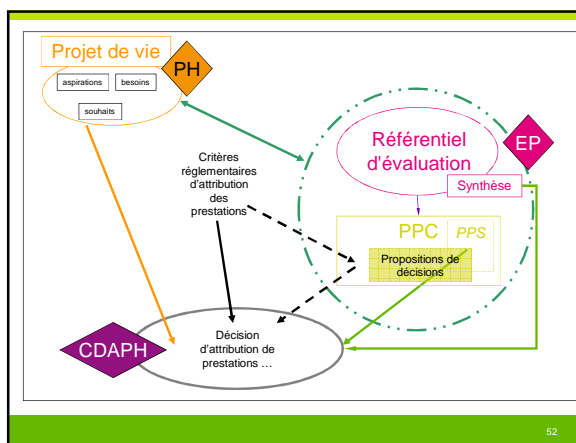 Projet de vie
PH
aspirations
besoins
souhaits
Critères
réglementaires
d'attribution
des
prestations
Référentiel
d'évaluation
EP
Synthèse
PPC
PPS
Propositions de
décisions
CDAPH
Décision
d'attribution de
prestations ...
52